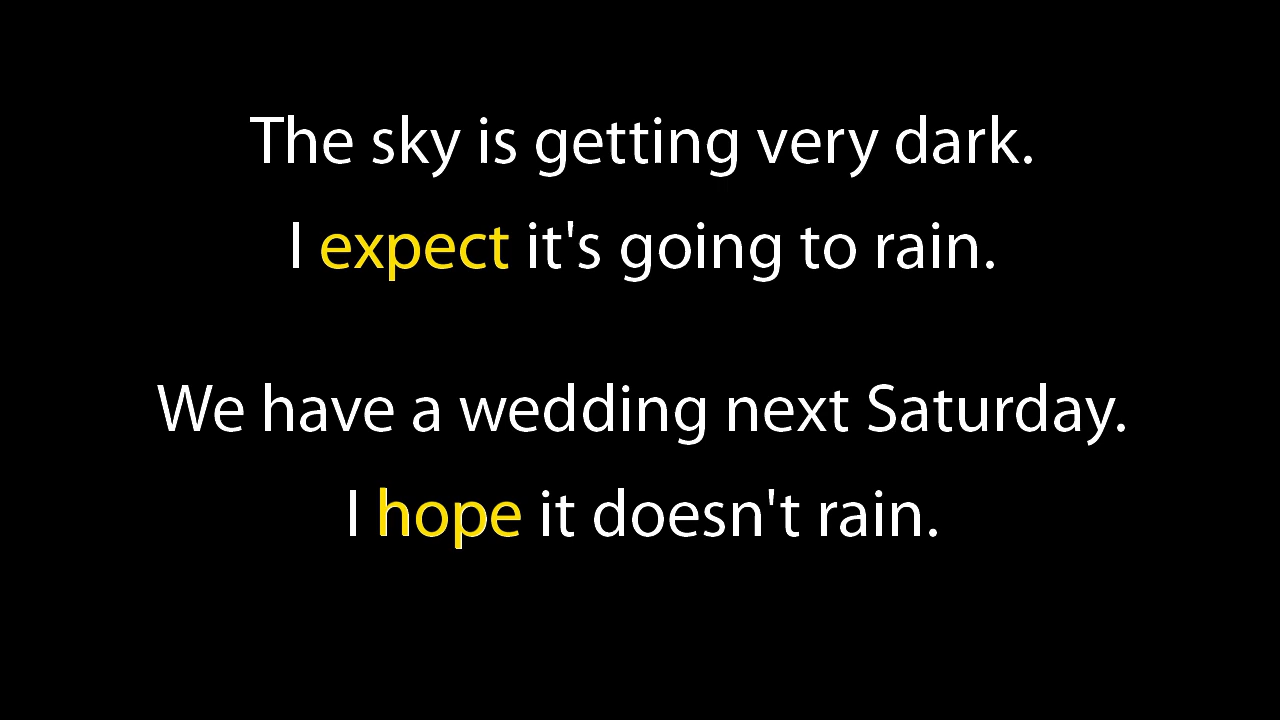 The sky is getting very dark.
I expect it's going to rain.
We have a wedding next Saturday.
I hope it doesn't rain.